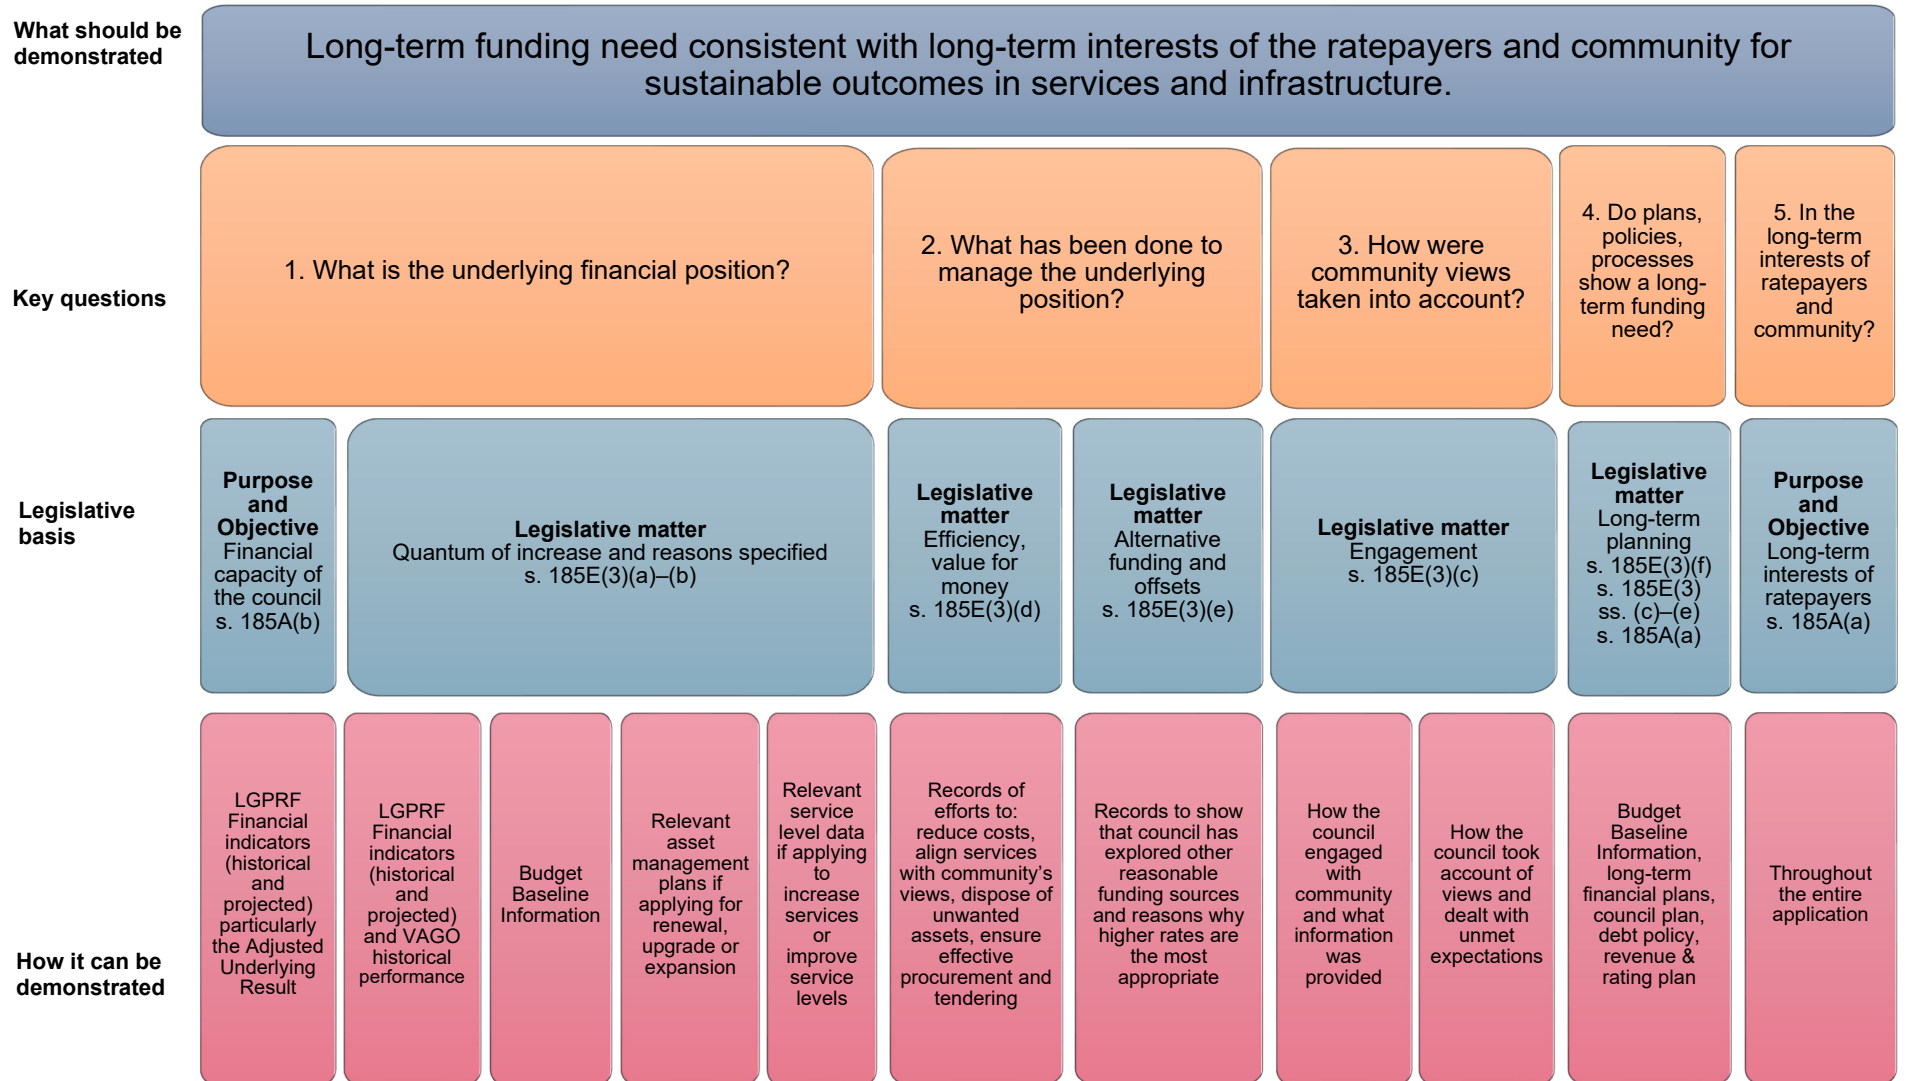 What should be
demonstrated
Long-term funding need consistent with long-term interests of the ratepayers and community for
sustainable outcomes in services and infrastructure.
Key questions
1. What is the underlying financial position?
2. What has been done to
manage the underlying
position?
3. How were
community views
taken into account?
4. Do plans,
policies,
processes
show a long-
term funding
need?
5. In the
long-term
interests of
ratepayers
and
community?
Legislative
basis
Purpose
and
Objective
Financial
capacity of
the council
s. 185A(b)
Legislative matter
Quantum of increase and reasons specified
s. 185E(3)(a)–(b)
Legislative
matter
Efficiency,
value for
money
s. 185E(3)(d)
Legislative
matter
Alternative
funding and
offsets
s. 185E(3)(e)
Legislative matter
Engagement
s. 185E(3)(c)
Legislative
matter
Long-term
planning
s. 185E(3)(f)
s. 185E(3)
ss. (c)–(e)
s. 185A(a)
Purpose
and
Objective
Long-term
interests of
ratepayers
s. 185A(a)
How it can be
demonstrated
LGPRF
Financial
indicators
(historical
and
projected)
particularly
the Adjusted
Underlying
Result
LGPRF
Financial
indicators
(historical
and
projected)
and VAGO
historical
performance
Budget
Baseline
Information
Relevant
asset
management
plans if
applying for
renewal,
upgrade or
expansion
Relevant
service
level data
if applying
to
increase
services
or
improve
service
levels
Records of
efforts to:
reduce costs,
align services
with community’s
views, dispose of
unwanted
assets, ensure
effective
procurement and
tendering
Records to show
that council has
explored other
reasonable
funding sources
and reasons why
higher rates are
the most
appropriate
How the
council
engaged
with
community
and what
information
was
provided
How the
council took
account of
views and
dealt with
unmet
expectations
Budget
Baseline
Information,
long-term
financial plans,
council plan,
debt policy,
revenue &
rating plan
Throughout
the entire
application